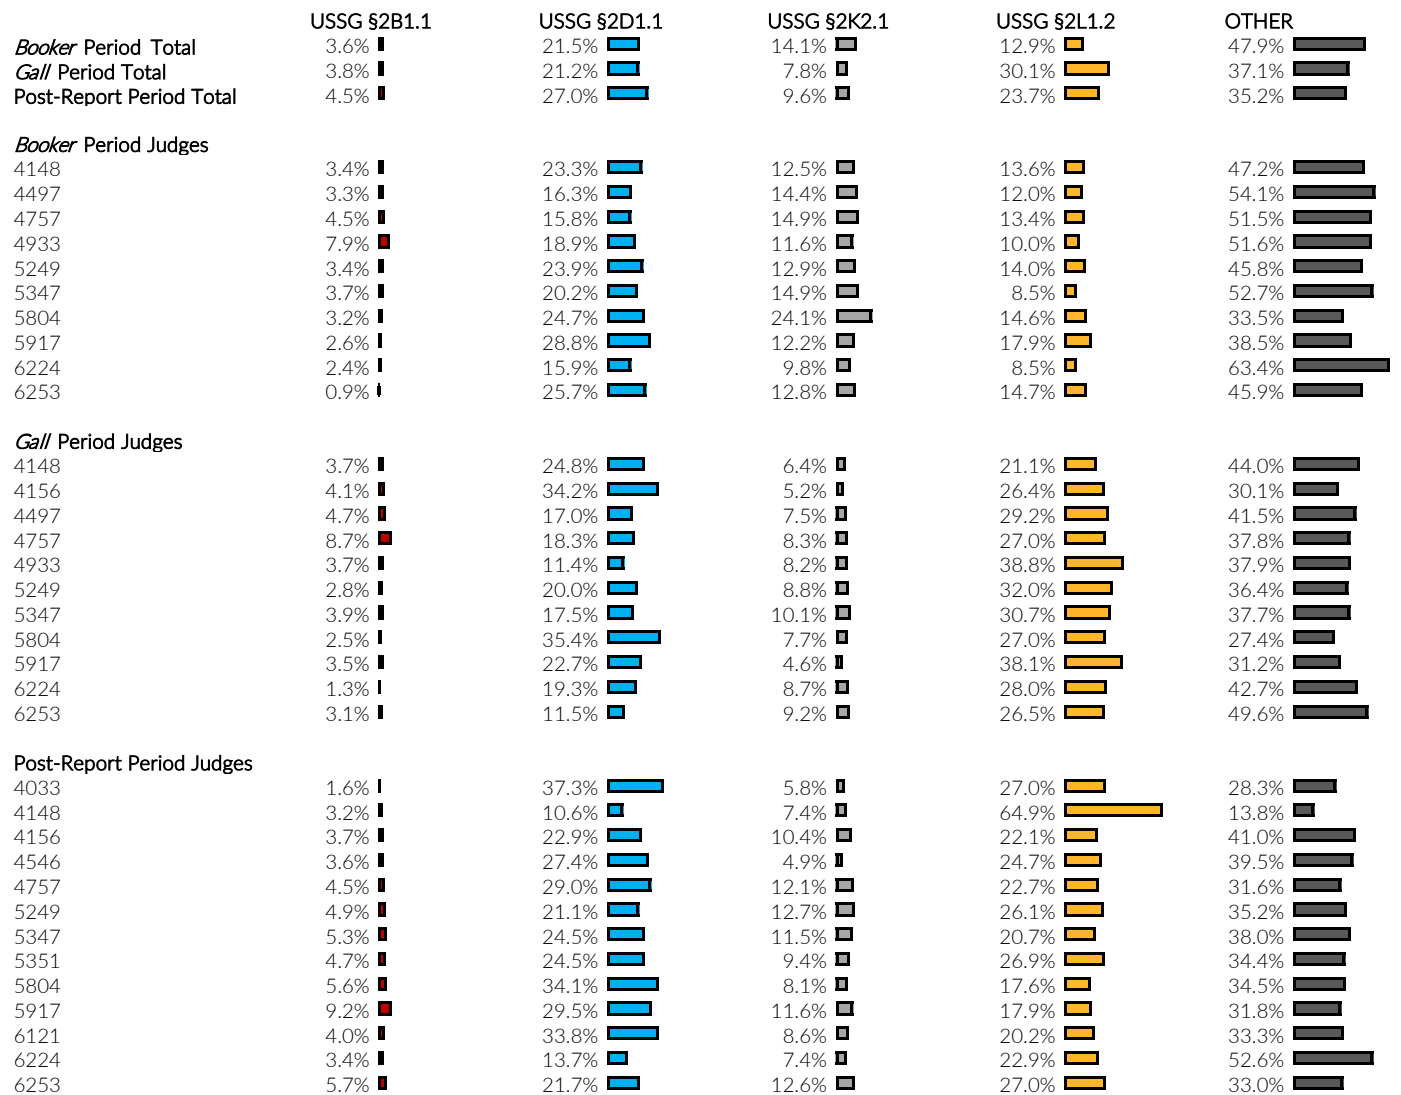 USSG §2B1.1 USSG §2D1.1 USSG §2K2.1 USSG §2L1.2 OTHER
Booker Period Total 3.6% 21.5% 14.1% 12.9% 47.9%
Gall Period Total 3.8% 21.2% 7.8% 30.1% 37.1%
Post-Report Period Total 4.5% 27.0% 9.6% 23.7% 35.2%
Booker Period Judges
4148 3.4% 23.3% 12.5% 13.6% 47.2%
4497 3.3% 16.3% 14.4% 12.0% 54.1%
4757 4.5% 15.8% 14.9% 13.4% 51.5%
4933 7.9% 18.9% 11.6% 10.0% 51.6%
5249 3.4% 23.9% 12.9% 14.0% 45.8%
5347 3.7% 20.2% 14.9% 8.5% 52.7%
5804 3.2% 24.7% 24.1% 14.6% 33.5%
5917 2.6% 28.8% 12.2% 17.9% 38.5%
6224 2.4% 15.9% 9.8% 8.5% 63.4%
6253 0.9% 25.7% 12.8% 14.7% 45.9%
Gall Period Judges
4148 3.7% 24.8% 6.4% 21.1% 44.0%
4156 4.1% 34.2% 5.2% 26.4% 30.1%
4497 4.7% 17.0% 7.5% 29.2% 41.5%
4757 8.7% 18.3% 8.3% 27.0% 37.8%
4933 3.7% 11.4% 8.2% 38.8% 37.9%
5249 2.8% 20.0% 8.8% 32.0% 36.4%
5347 3.9% 17.5% 10.1% 30.7% 37.7%
5804 2.5% 35.4% 7.7% 27.0% 27.4%
5917 3.5% 22.7% 4.6% 38.1% 31.2%
6224 1.3% 19.3% 8.7% 28.0% 42.7%
6253 3.1% 11.5% 9.2% 26.5% 49.6%
Post-Report Period Judges
4033 1.6% 37.3% 5.8% 27.0% 28.3%
4148 3.2% 10.6% 7.4% 64.9% 13.8%
4156 3.7% 22.9% 10.4% 22.1% 41.0%
4546 3.6% 27.4% 4.9% 24.7% 39.5%
4757 4.5% 29.0% 12.1% 22.7% 31.6%
5249 4.9% 21.1% 12.7% 26.1% 35.2%
5347 5.3% 24.5% 11.5% 20.7% 38.0%
5351 4.7% 24.5% 9.4% 26.9% 34.4%
5804 5.6% 34.1% 8.1% 17.6% 34.5%
5917 9.2% 29.5% 11.6% 17.9% 31.8%
6121 4.0% 33.8% 8.6% 20.2% 33.3%
6224 3.4% 13.7% 7.4% 22.9% 52.6%
6253 5.7% 21.7% 12.6% 27.0% 33.0%